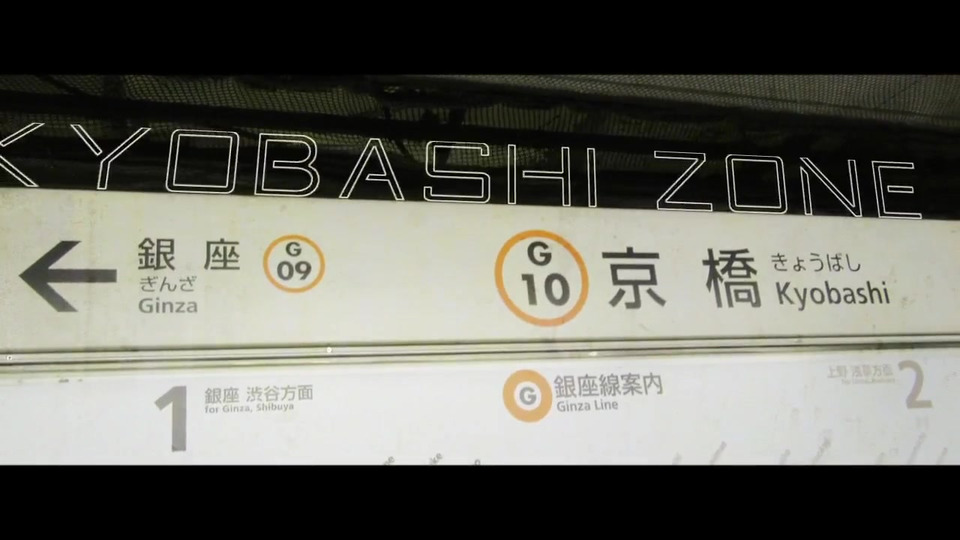 KYOBASHI ZONE
銀座
ぎんざ
Ginza
G
09
G
10
京橋
きょうばし
Kyobashi
1
銀座 渋谷方面
for Ginza, Shibuya
G
銀座線案内
Ginza Line
上野 浅草方面
2